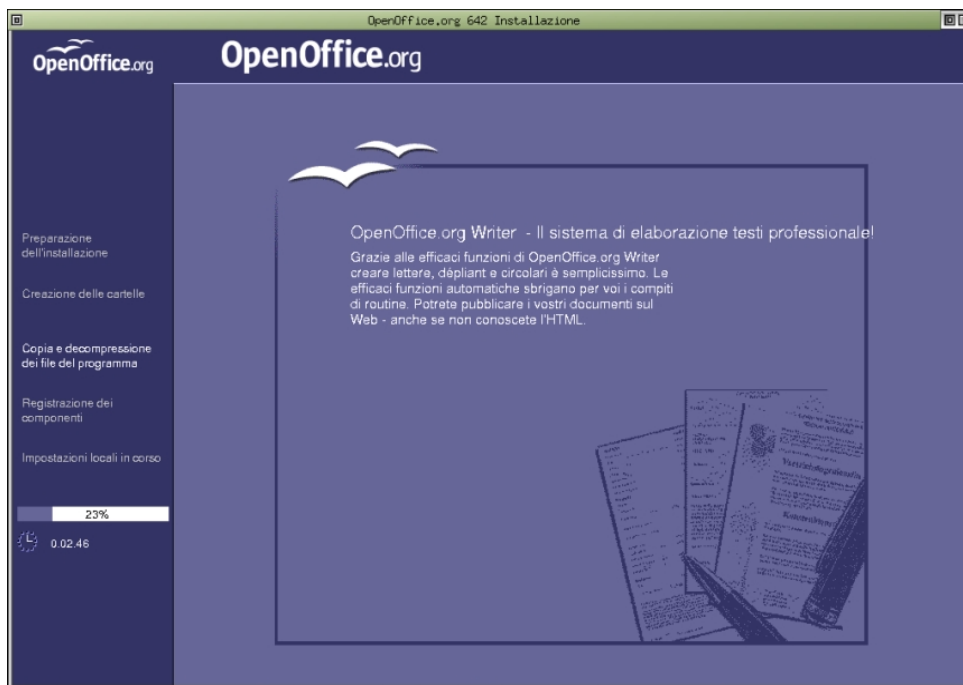 OpenOffice.org 642 Installazione
OpenOffice.org
OpenOffice.org
Preparazione
dell'installazione
Creazione delle cartelle
Copia e decompressione
dei file del programma
Registrazione dei
componenti
Impostazioni locali in corso
23%
0.02.46
OpenOffice.org Writer - Il sistema di elaborazione testi professionale!
Grazie alle efficaci funzioni di OpenOffice.org Writer
creare lettere, dèpliant e circolari è semplicissimo. Le
efficaci funzioni automatiche sbrigano per voi i compiti
di routine. Potrete pubblicare i vostri documenti sul
Web - anche se non conoscete l'HTML.